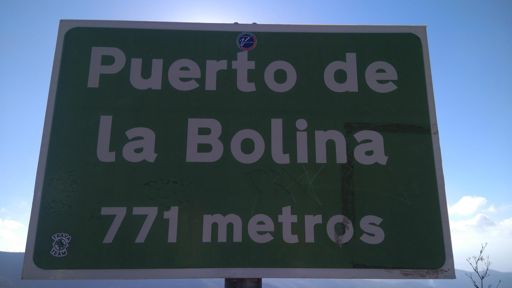 Puerto de
la Bolina
771 metros